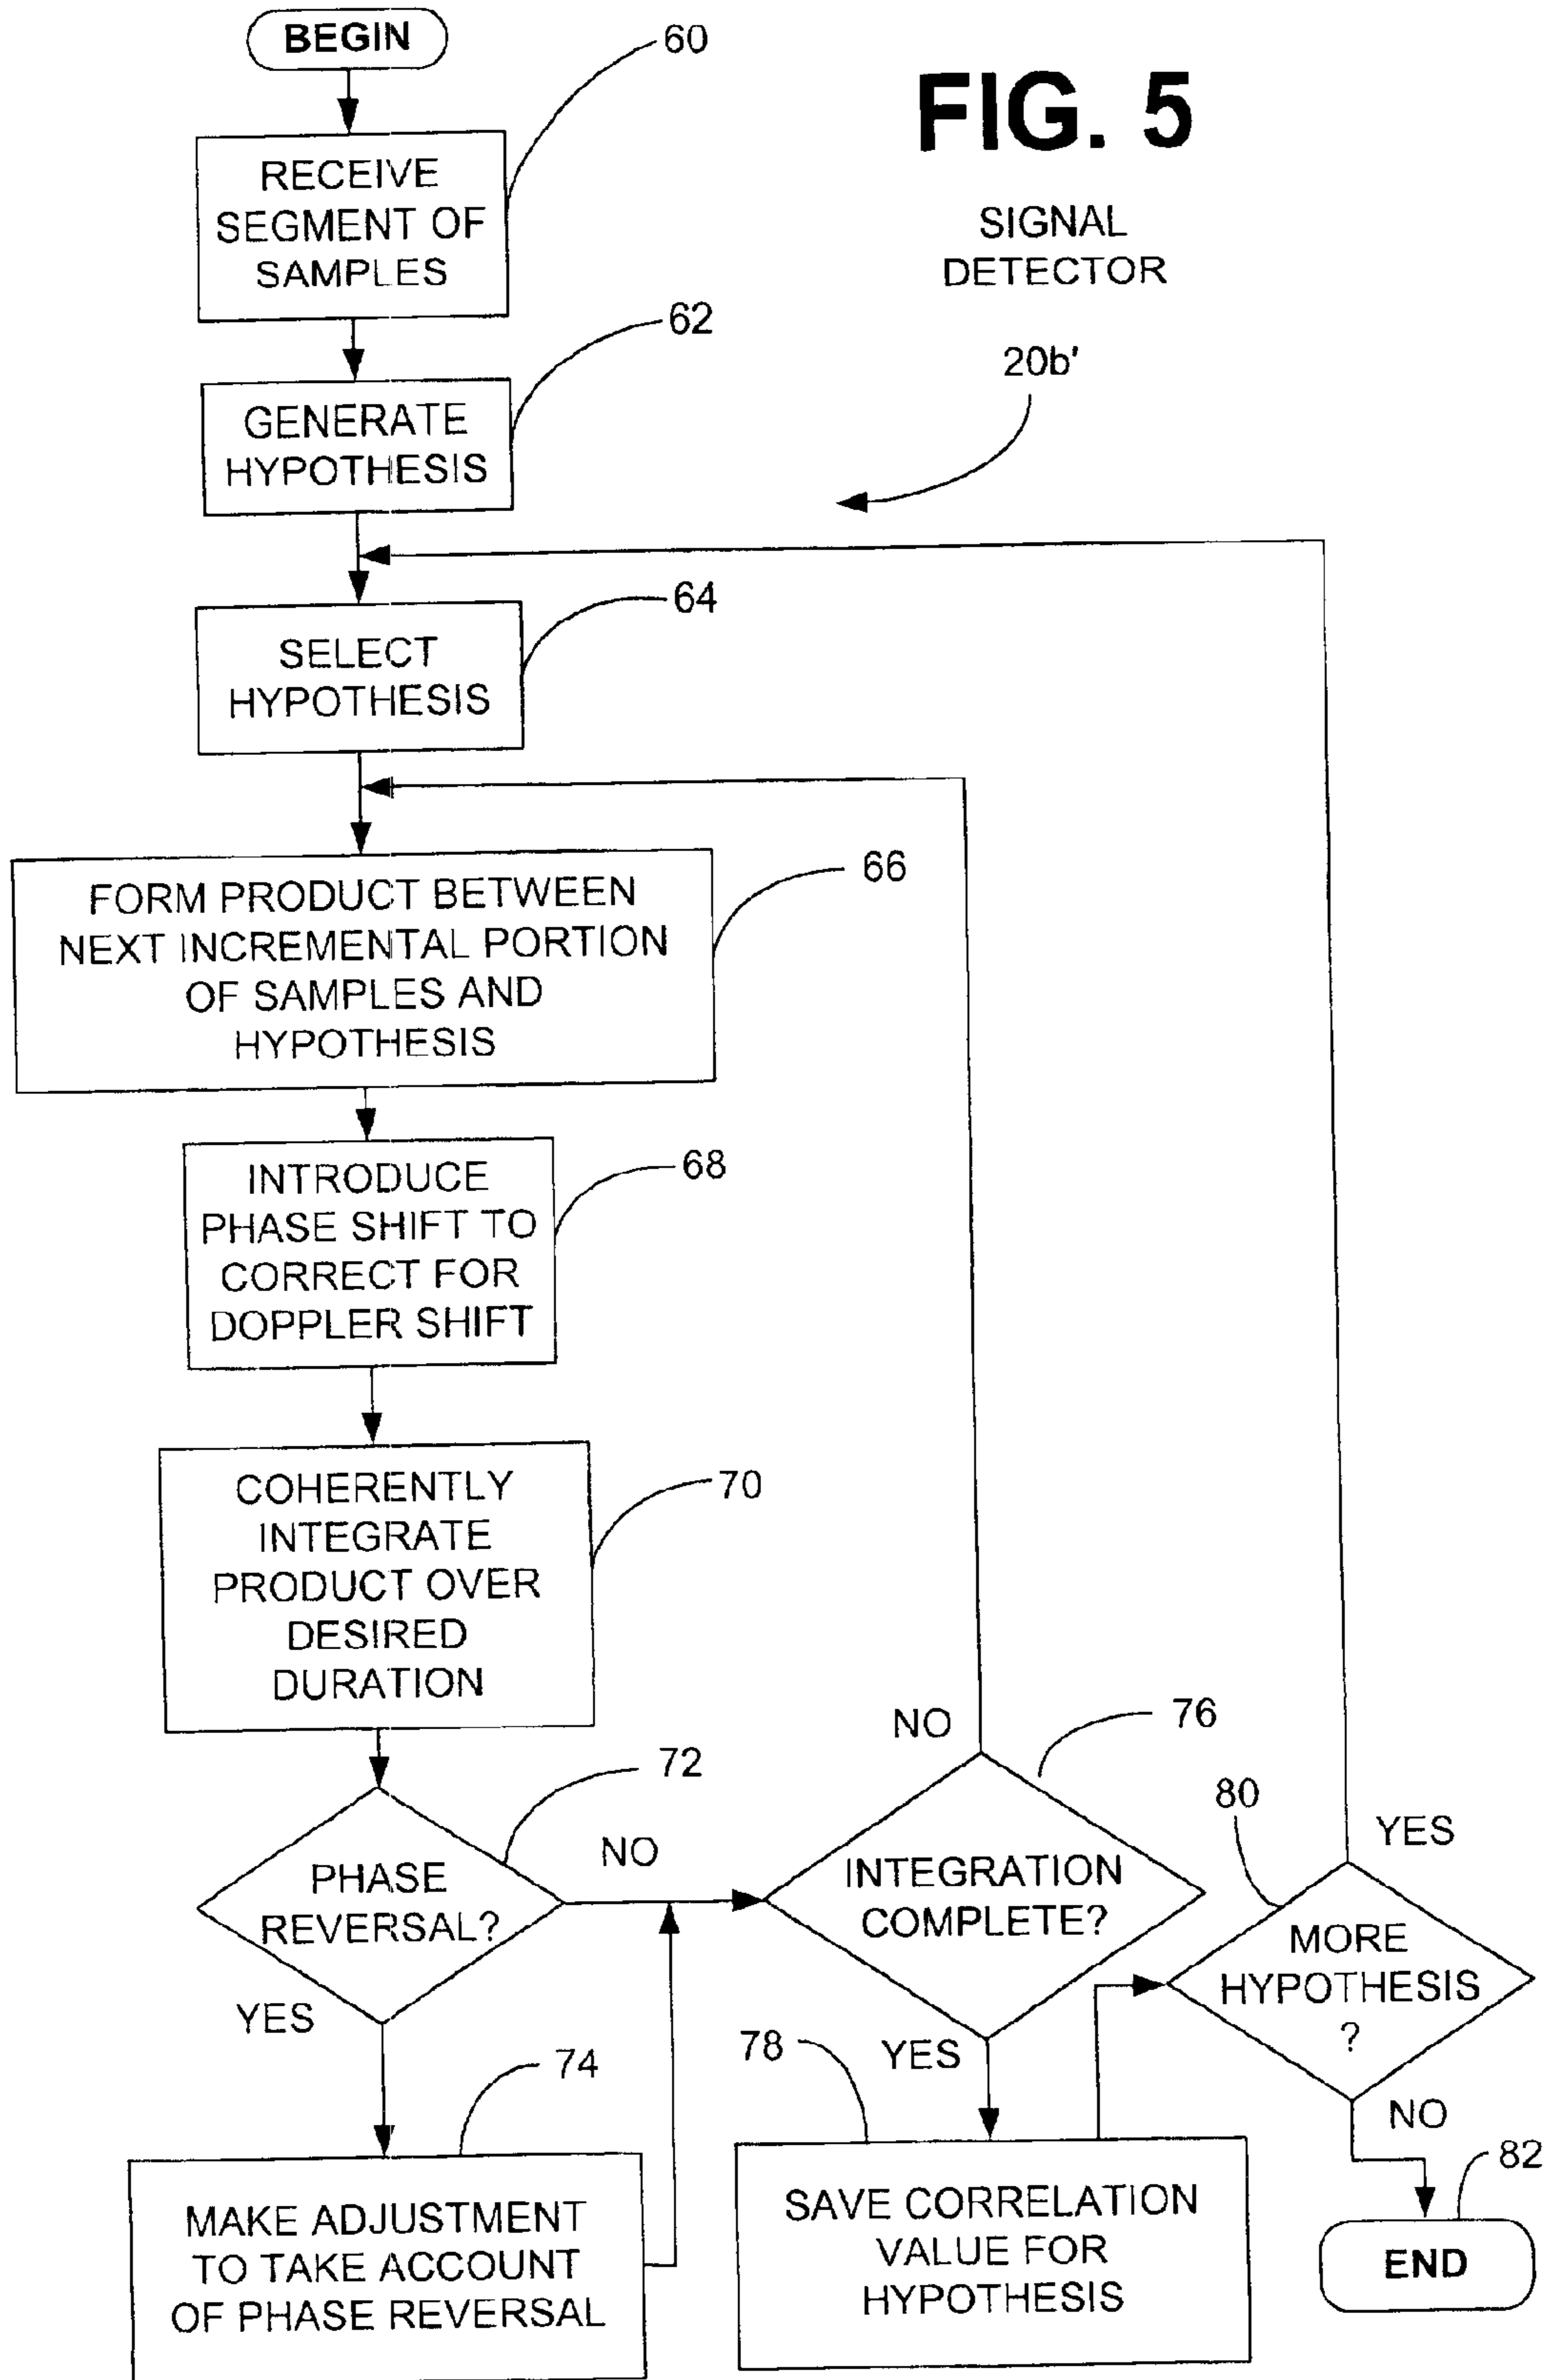 BEGIN
60
FIG. 5
RECEIVE
SEGMENT OF
SAMPLES
SIGNAL
DETECTOR
62
20b'
GENERATE
HYPOTHESIS
64
SELECT
HYPOTHESIS
66
FORM PRODUCT BETWEEN
NEXT INCREMENTAL PORTION
OF SAMPLES AND
HYPOTHESIS
68
INTRODUCE
PHASE SHIFT TO
CORRECT FOR
DOPPLER SHIFT
70
COHERENTLY
INTEGRATE
PRODUCT OVER
DESIRED
DURATION
72
PHASE
REVERSAL?
NO
YES
74
MAKE ADJUSTMENT
TO TAKE ACCOUNT
OF PHASE REVERSAL
76
NO
INTEGRATION
COMPLETE?
YES
78
SAVE CORRELATION
VALUE FOR
HYPOTHESIS
80
YES
MORE
HYPOTHESIS
?
NO
82
END